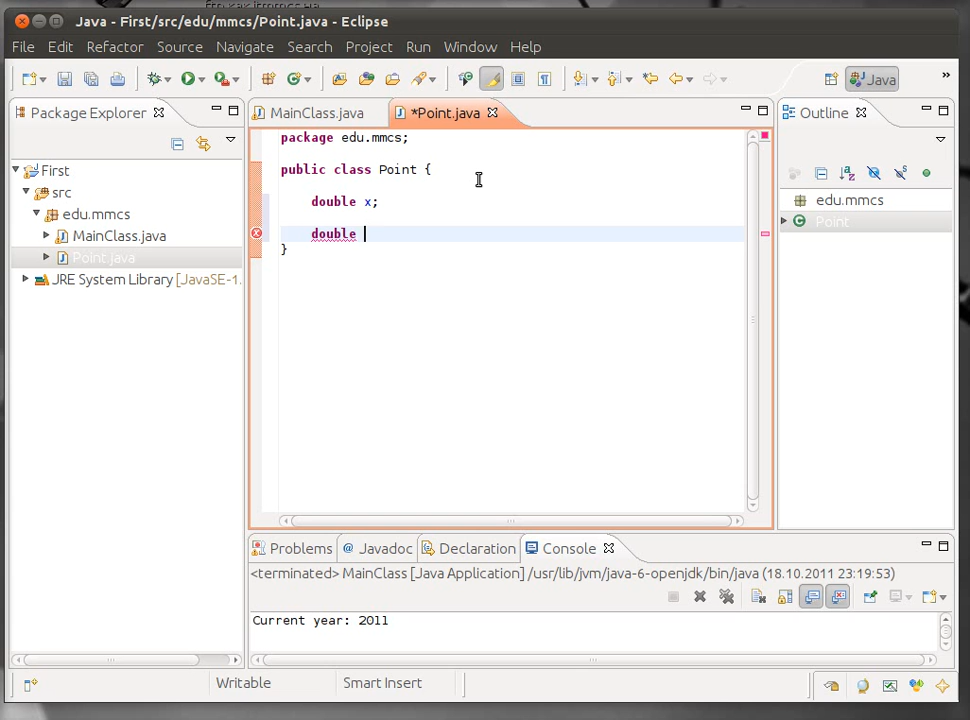 Java - First/src/edu/mmcs/Point.java - Eclipse
File Edit Refactor Source Navigate Search Project Run Window Help
Java »
Package Explorer
MainClass.java
*Point.java
Outline
First
src
edu.mmcs
MainClass.java
Point.java
JRE System Library [JavaSE-1.
package edu.mmcs;
public class Point {
double x;
double
}
edu.mmcs
Point
Problems @ Javadoc Declaration Console
<terminated> MainClass [Java Application] /usr/lib/jvm/java-6-openjdk/bin/java (18.10.2011 23:19:53)
Current year: 2011
Writable Smart Insert